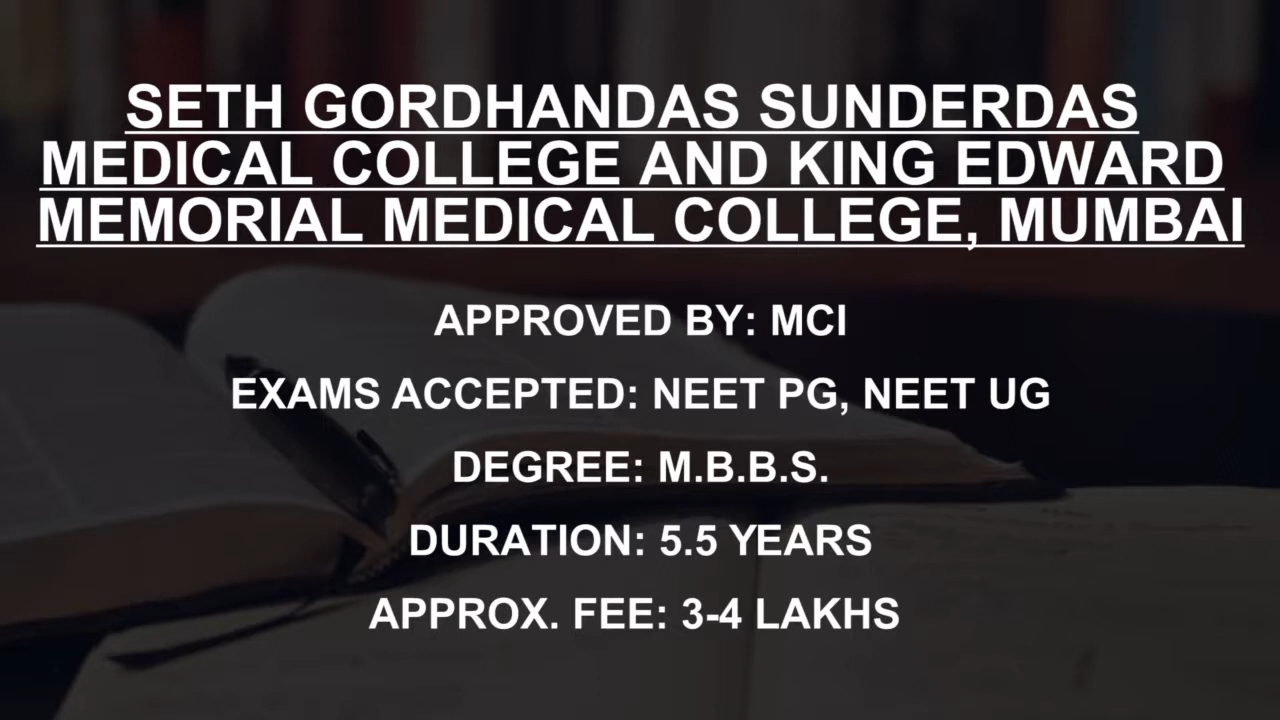 SETH GORDHANDAS SUNDERDAS
MEDICAL COLLEGE AND KING EDWARD
MEMORIAL MEDICAL COLLEGE, MUMBAI
APPROVED BY: MCI
EXAMS ACCEPTED: NEET PG, NEET UG
DEGREE: M.B.B.S.
DURATION: 5.5 YEARS
APPROX. FEE: 3-4 LAKHS